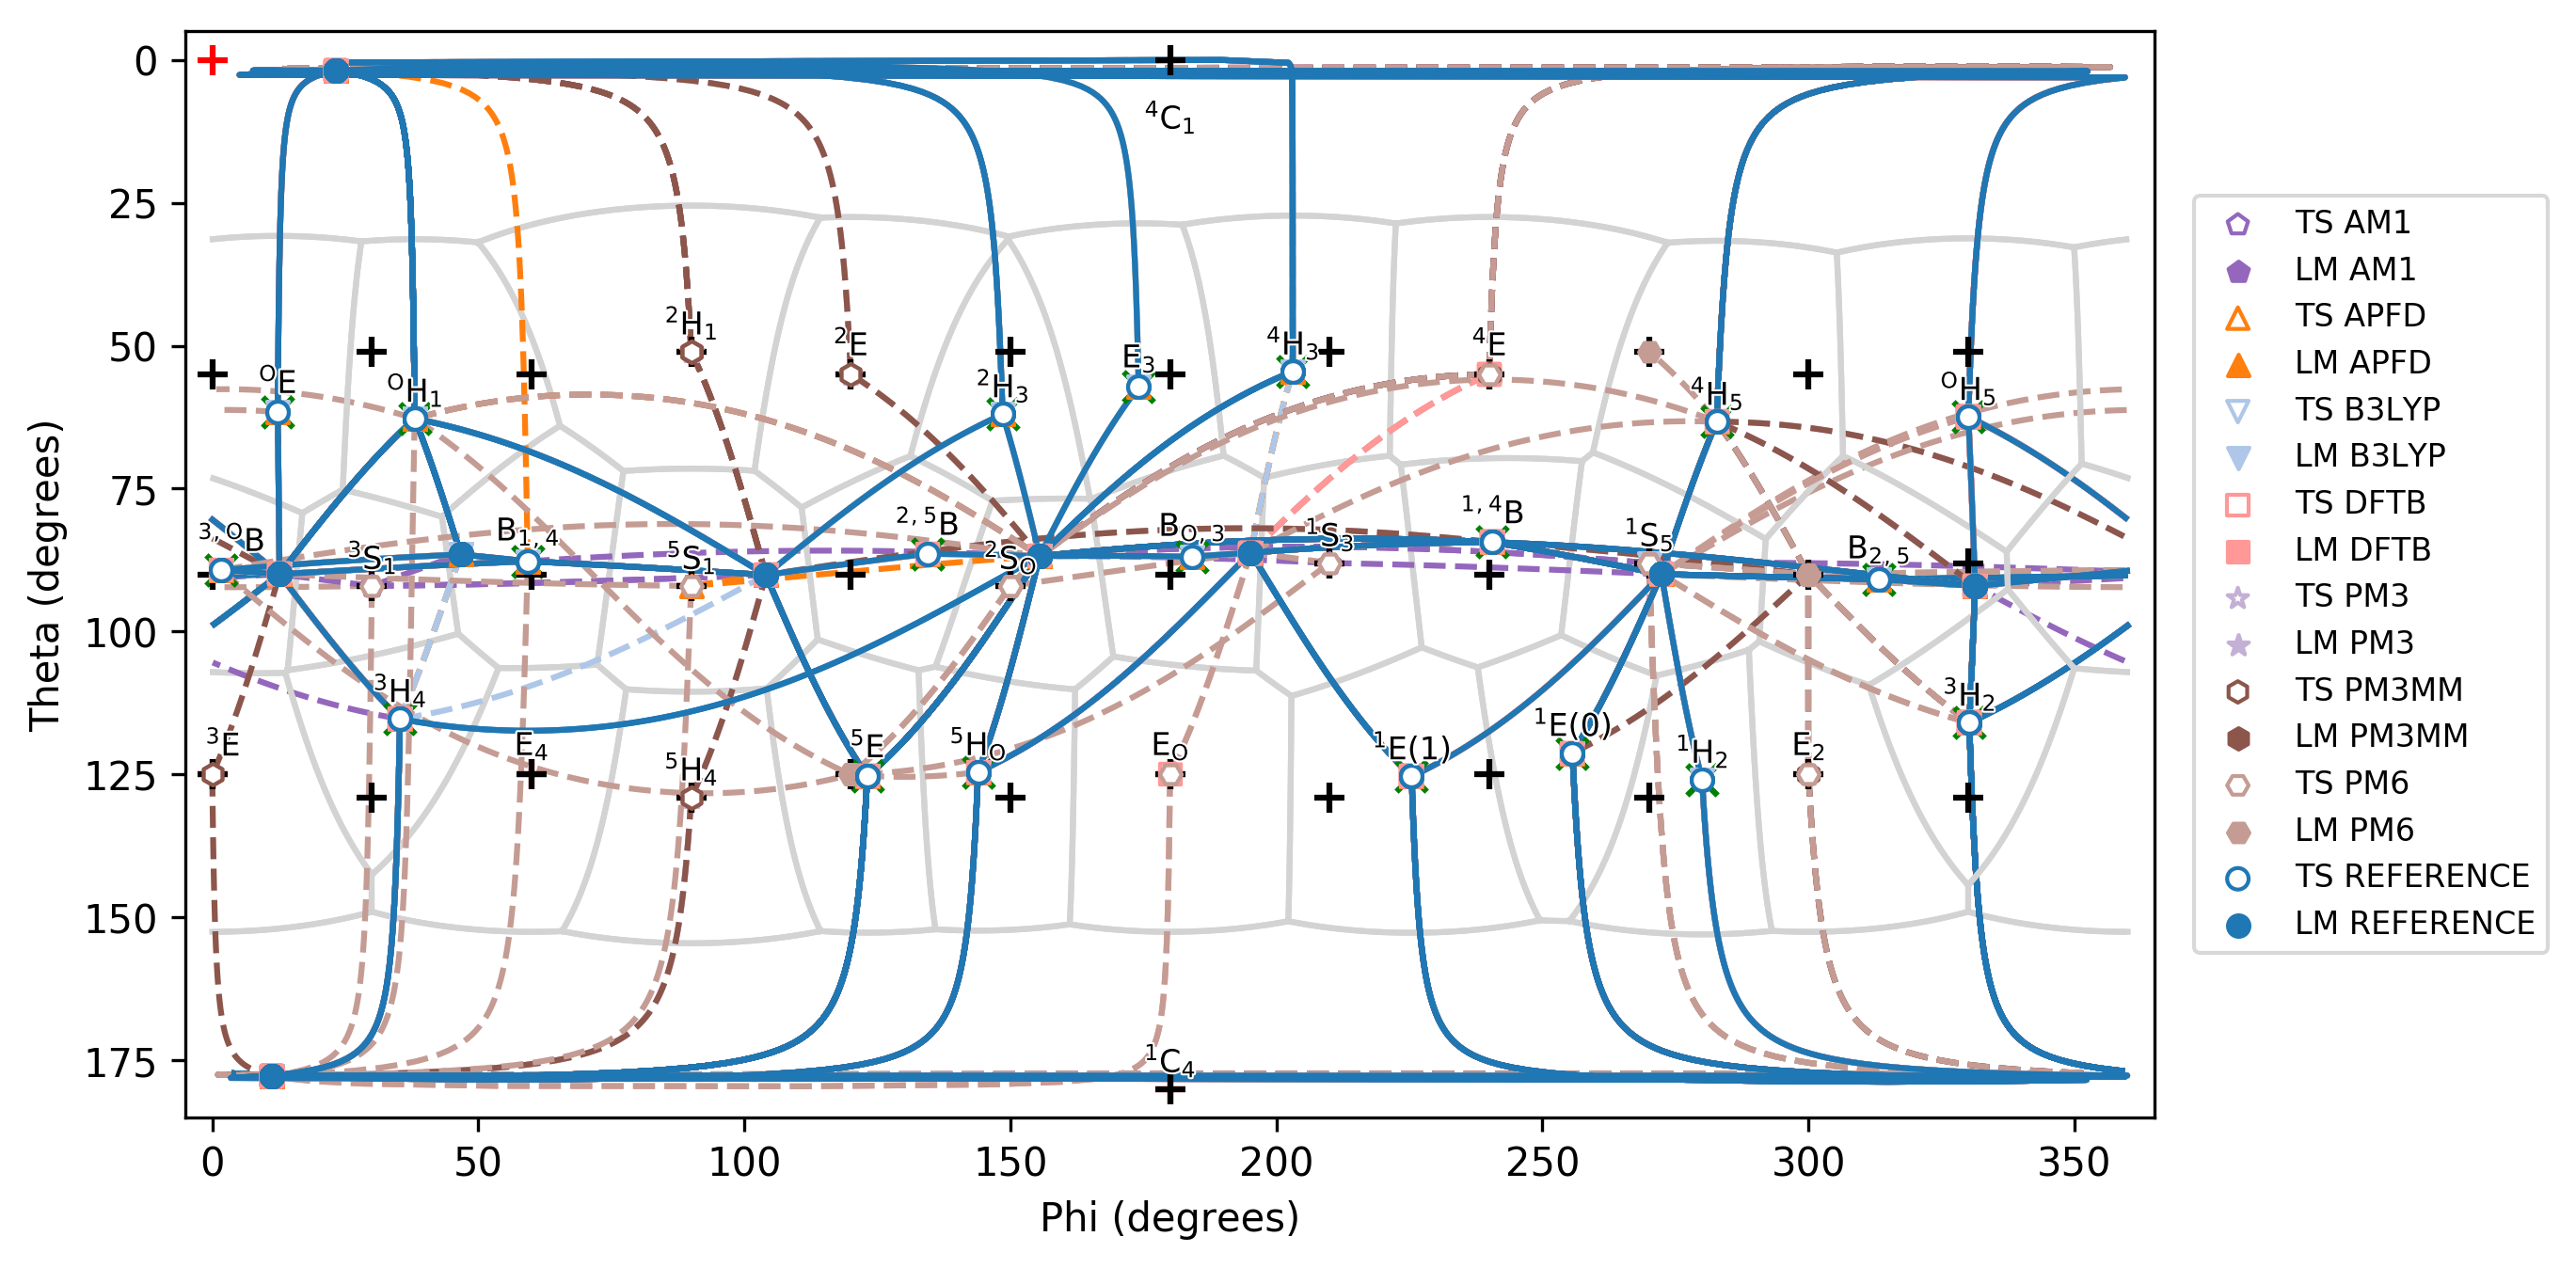 0
25
50
75
100
125
150
175
Theta (degrees)
0 50 100 150 200 250 300 350
Phi (degrees)
⁴C₁
²H₁
²E
E₃
⁴H₃
⁴E
ᴼE
ᴼH₁
²H₃
⁴H₅
ᴼH₅
³,ᴼB
³S₁
B₁,₄
⁵S₁
²,⁵B
²Sₒ
Bₒ,₃
¹S₃
¹,⁴B
¹S₅
B₂,₅
³H₄
³H₂
³E
E₄
⁵H₄
⁵E
⁵Hₒ
Eₒ
¹E(1)
¹E(0)
¹H₂
E₂
¹C₄
TS AM1
LM AM1
TS APFD
LM APFD
TS B3LYP
LM B3LYP
TS DFTB
LM DFTB
TS PM3
LM PM3
TS PM3MM
LM PM3MM
TS PM6
LM PM6
TS REFERENCE
LM REFERENCE